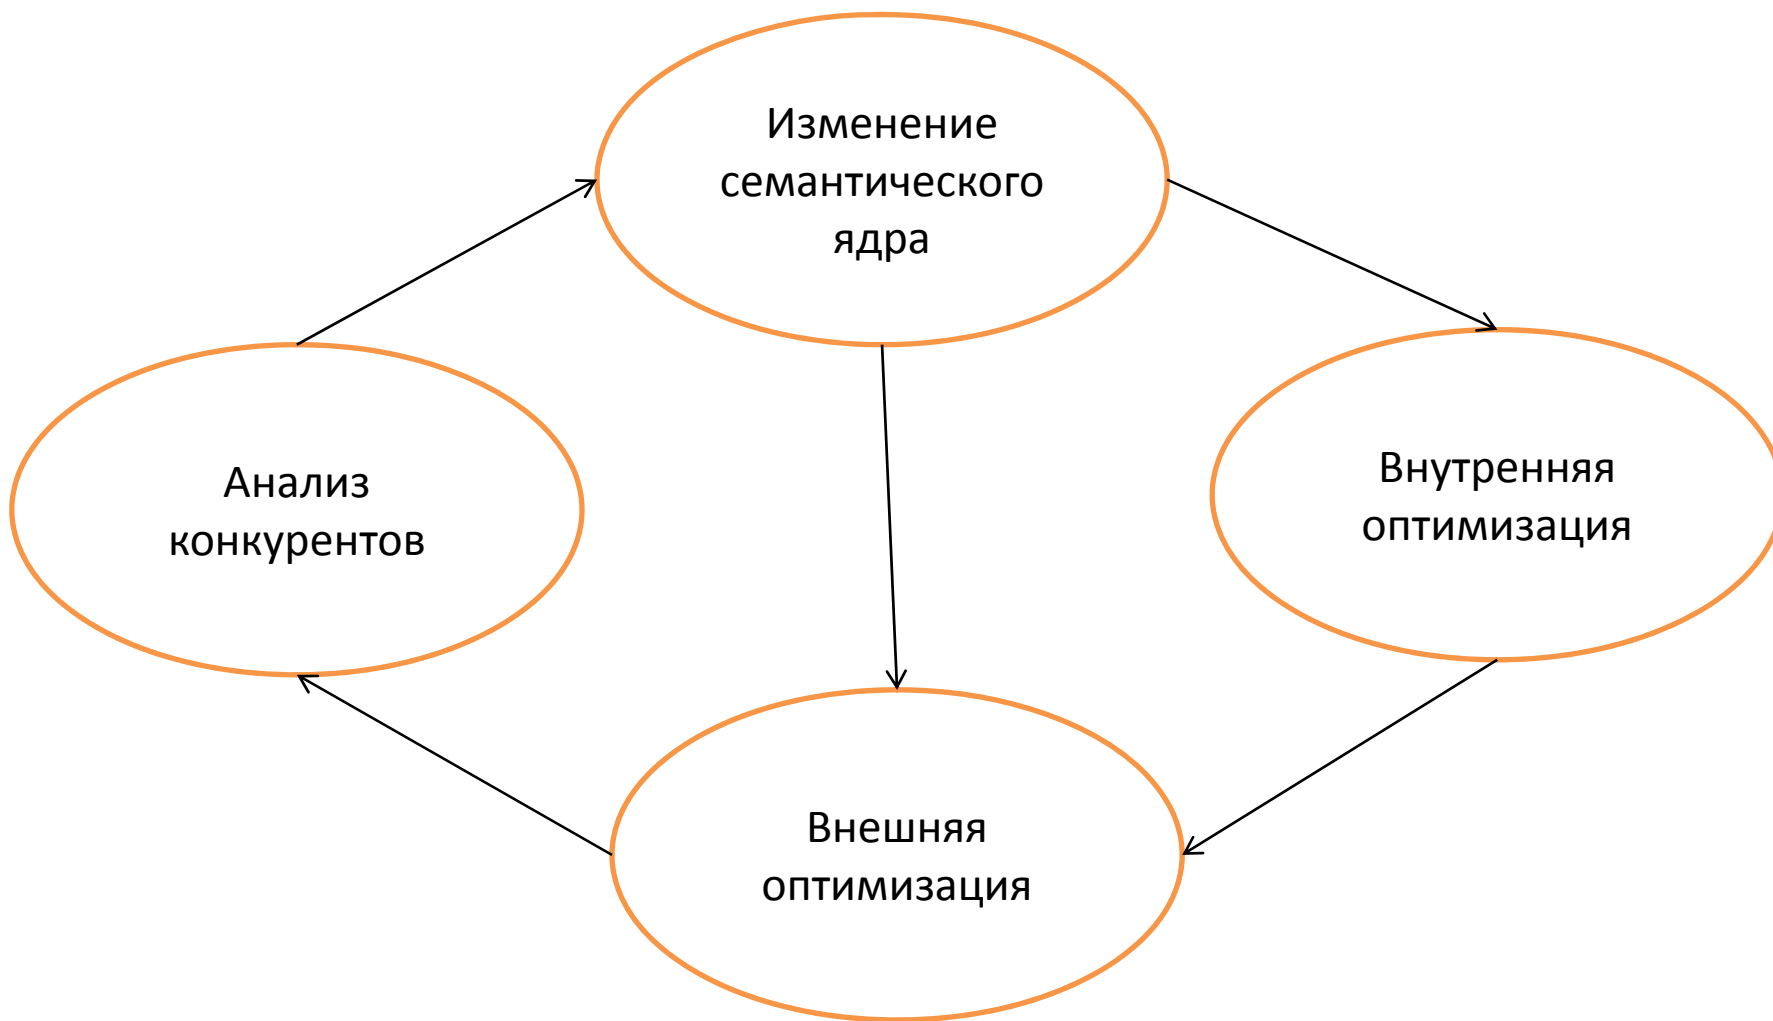 Изменение
семантического
ядра
Анализ
конкурентов
Внутренняя
оптимизация
Внешняя
оптимизация